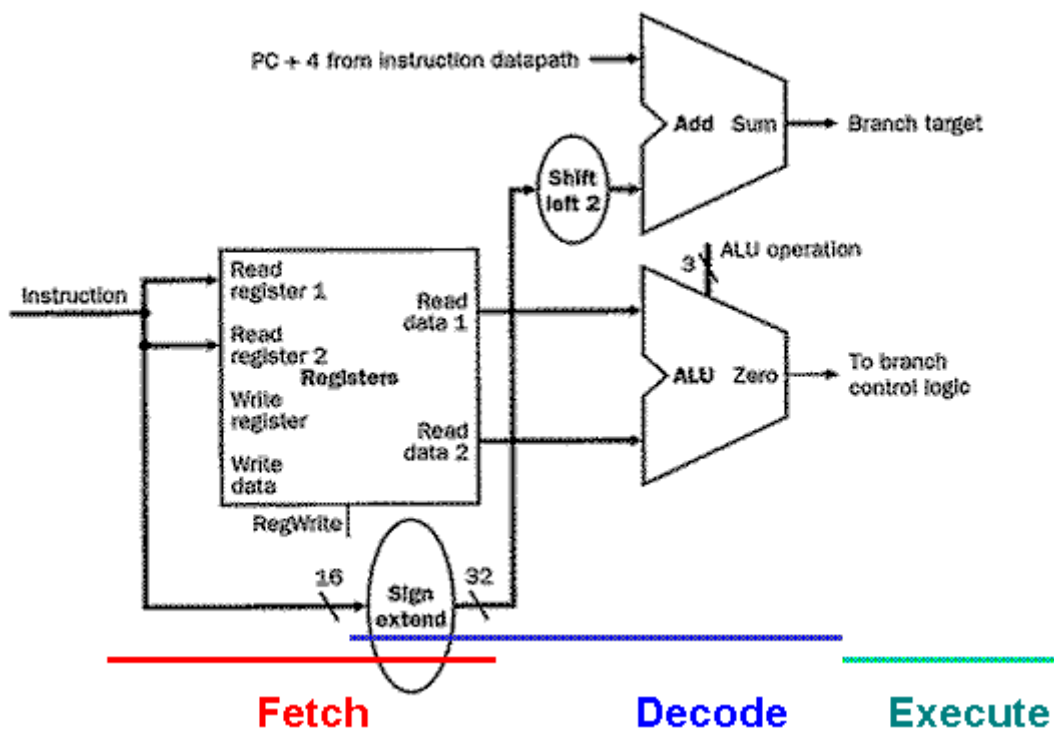 PC + 4 from instruction datapath
Add Sum
Branch target
Shift
left 2
ALU operation
3
Instruction
Read
register 1
Read
data 1
Read
register 2
Registers
ALU Zero
To branch
control logic
Write
register
Read
data 2
Write
data
RegWrite
16
Sign
extend
32
Fetch
Decode
Execute